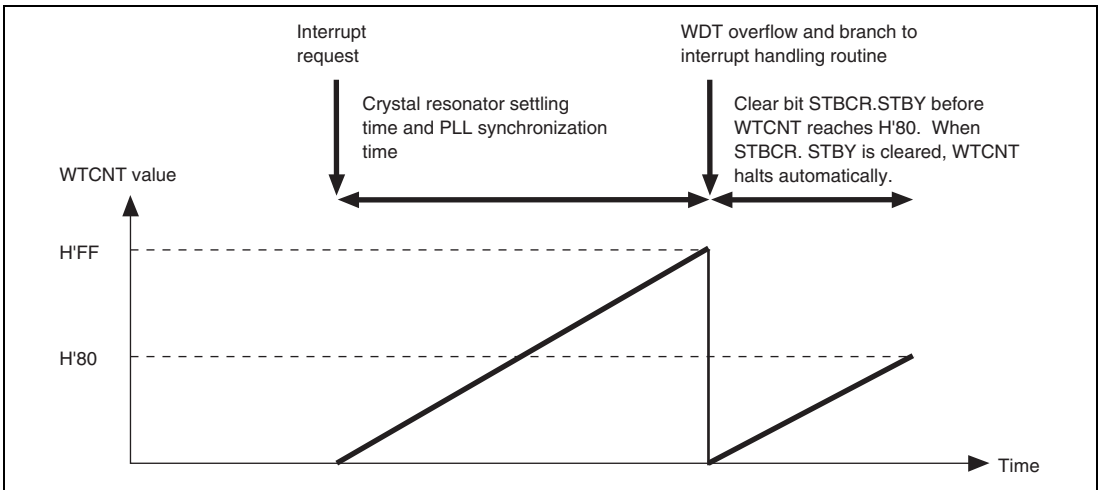 Interrupt
request
WDT overflow and branch to
interrupt handling routine
Crystal resonator settling
time and PLL synchronization
time
Clear bit STBCR.STBY before
WTCNT reaches H'80.  When
STBCR. STBY is cleared, WTCNT
halts automatically.
WTCNT value
H'FF
H'80
Time